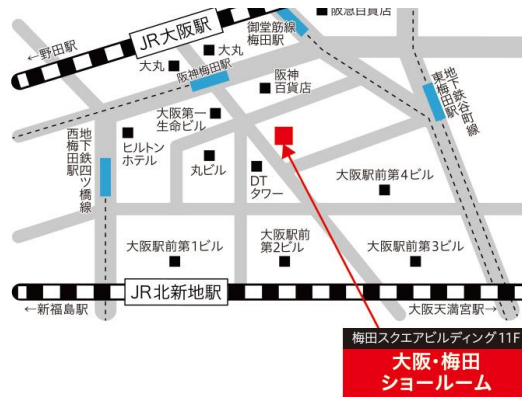 阪急百貨店
御堂筋線
梅田駅
JR大阪駅
←野田駅
大丸
大丸
阪神梅田駅
阪神
百貨店
地下鉄谷町線
東梅田駅
大阪第一
生命ビル
ヒルトン
ホテル
地下鉄四ツ橋線
西梅田駅
丸ビル
DT
タワー
大阪駅前第4ビル
大阪駅前第1ビル
大阪駅前
第2ビル
大阪駅前第3ビル
JR北新地駅
←新福島駅
大阪天満宮駅→
梅田スクエアビルディング11F
大阪・梅田
ショールーム